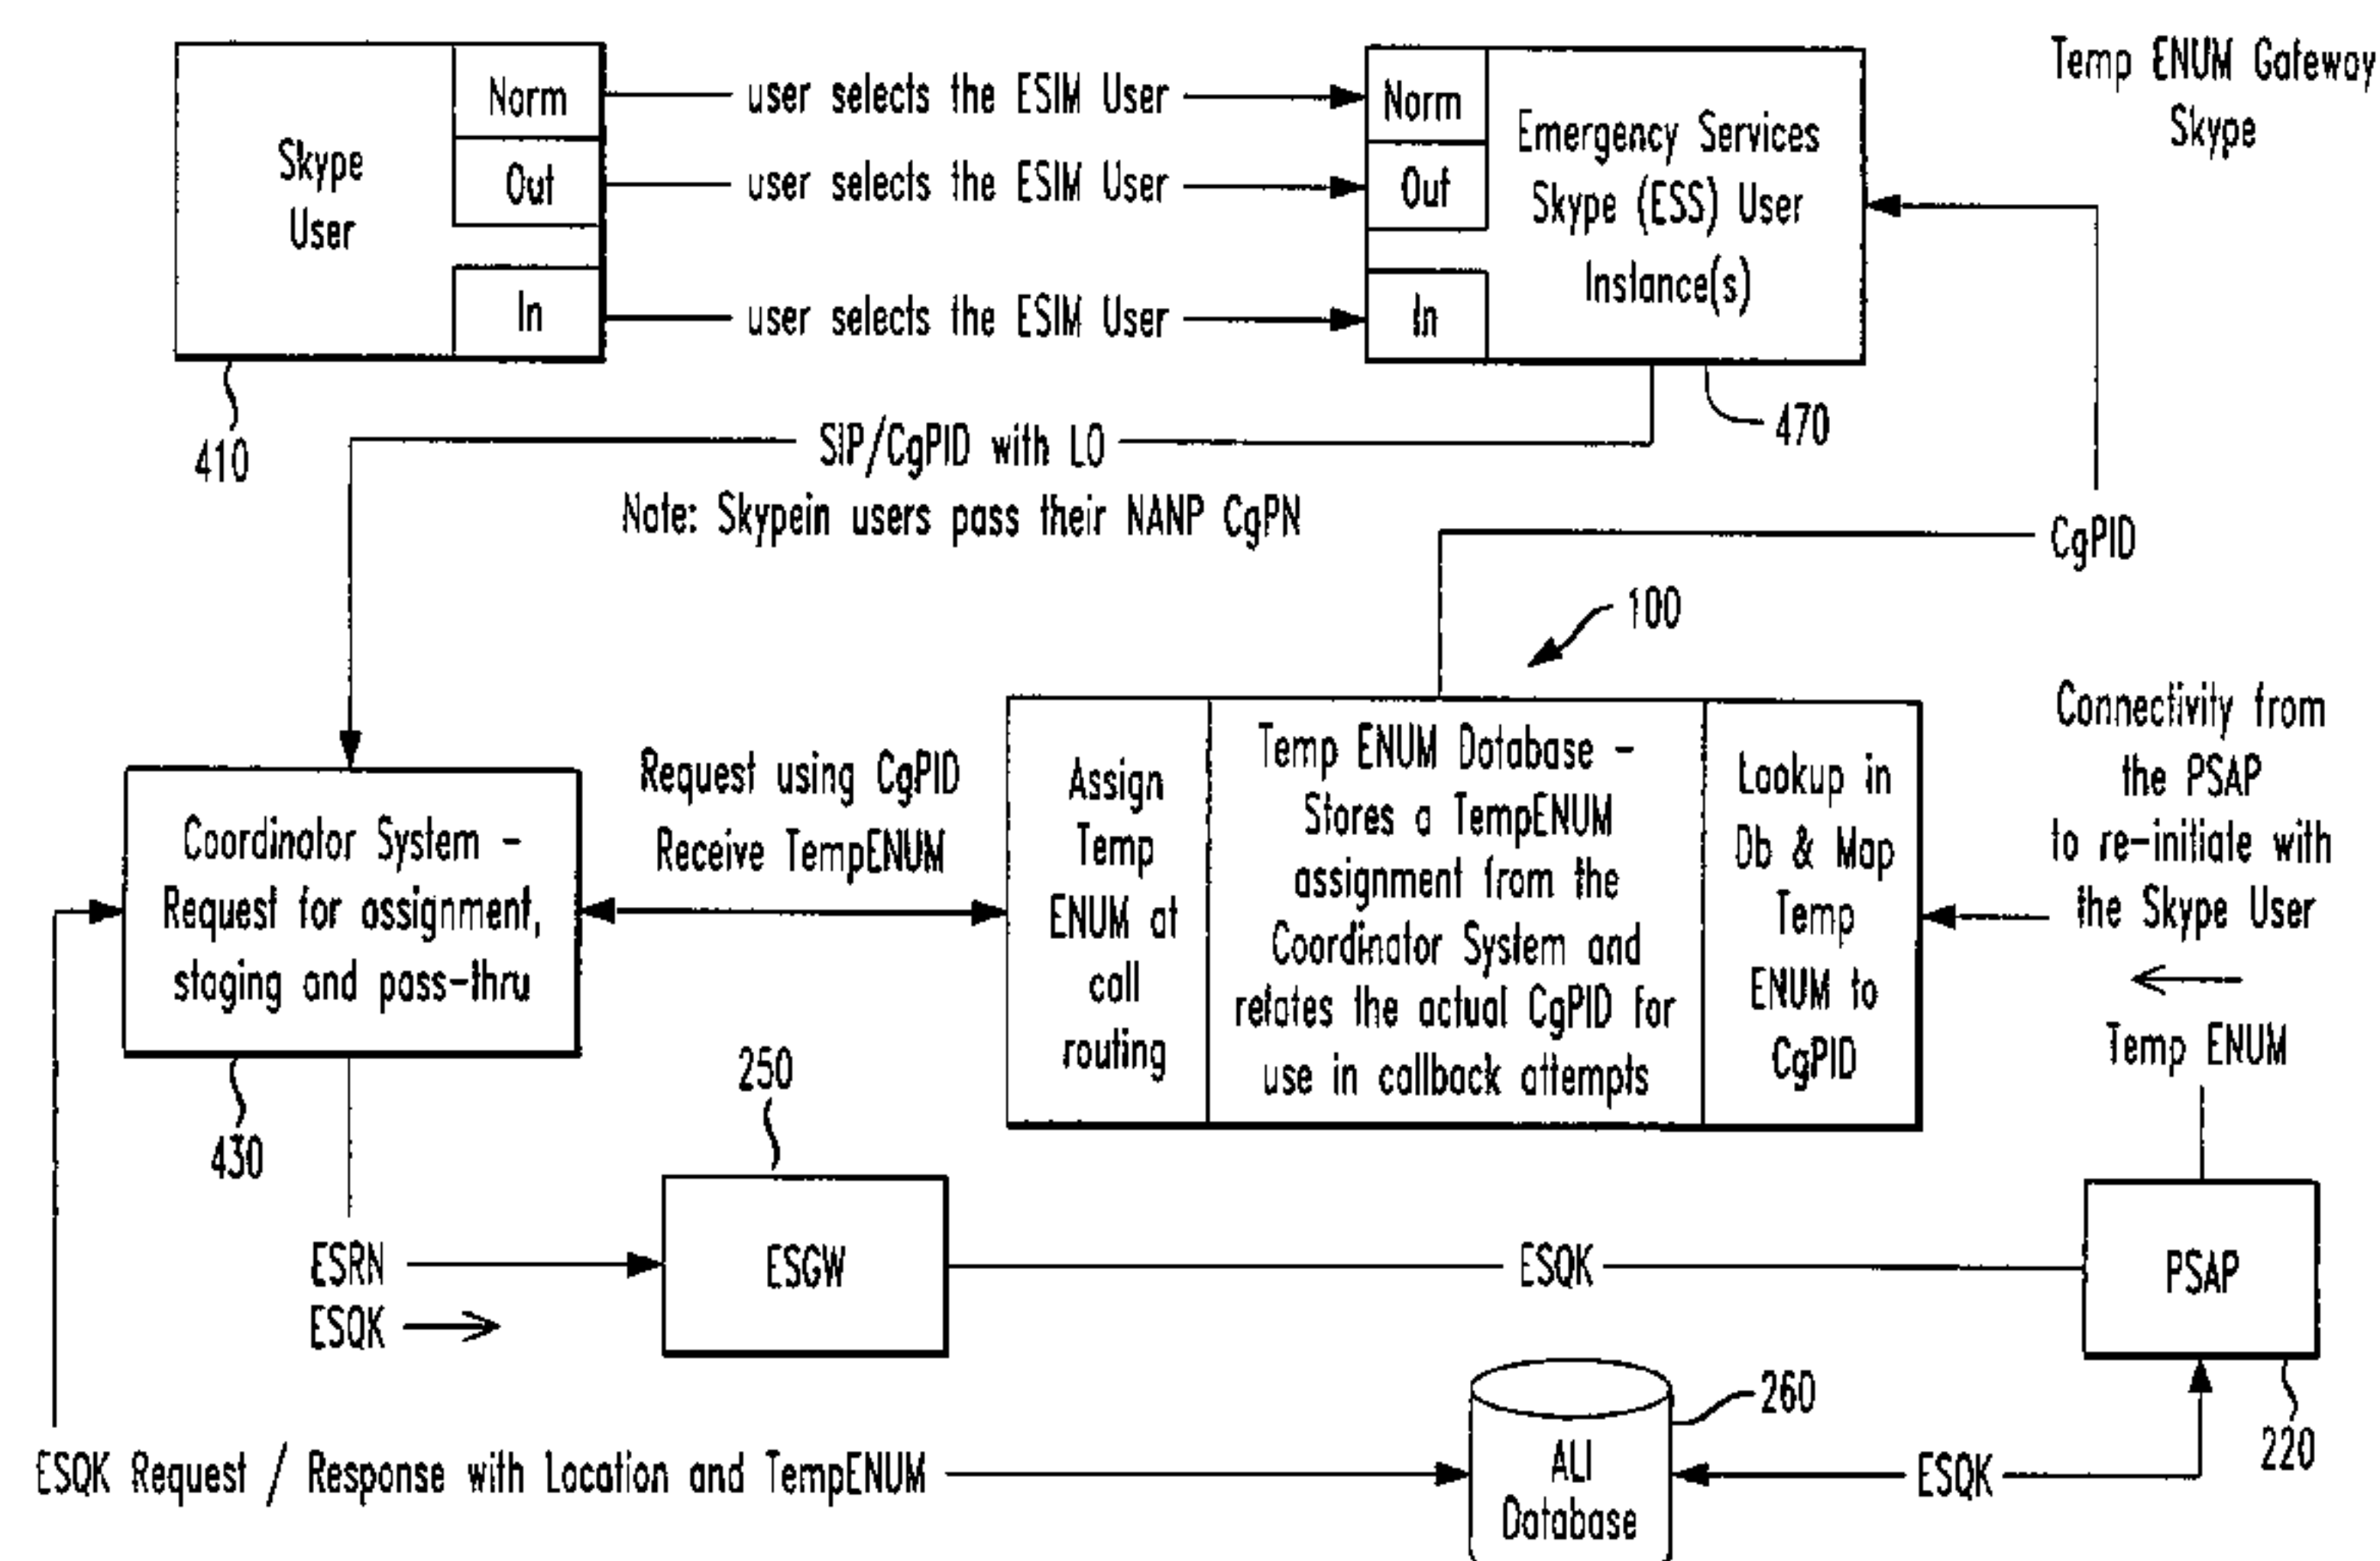 Temp ENUM Gateway
Skype
Skype
User
Norm
Out
In
user selects the ESIM User
user selects the ESIM User
user selects the ESIM User
Norm
Out
In
Emergency Services
Skype (ESS) User
Instance(s)
410
470
SIP/CgPID with LO
Note: Skypein users pass their NANP CgPN
CgPID
100
Coordinator System -
Request for assignment,
staging and pass-thru
430
Request using CgPID
Receive TempENUM
Assign
Temp
ENUM at
call
routing
Temp ENUM Database -
Stores a TempENUM
assignment from the
Coordinator System and
relates the actual CgPID for
use in callback attempts
Lookup in
Db & Map
Temp
ENUM to
CgPID
Connectivity from
the PSAP
to re-initiate with
the Skype User
Temp ENUM
250
ESRN
ESQK
ESGW
ESQK
PSAP
220
260
ESQK Request / Response with Location and TempENUM
ALI
Database
ESQK